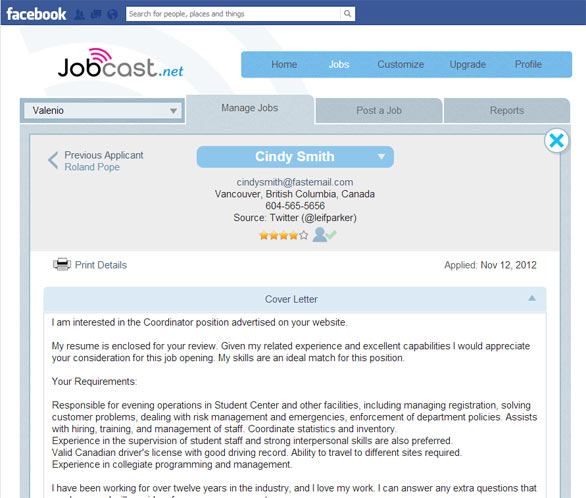 facebook
Search for people, places and things
Jobcast.net
Home Jobs Customize Upgrade Profile
Valenio Manage Jobs Post a Job Reports
Previous Applicant
Roland Pope
Cindy Smith
cindysmith@fastemail.com
Vancouver, British Columbia, Canada
604-565-5656
Source: Twitter (@leifparker)
Print Details Applied: Nov 12, 2012
Cover Letter
I am interested in the Coordinator position advertised on your website.
My resume is enclosed for your review. Given my related experience and excellent capabilities I would appreciate
your consideration for this job opening. My skills are an ideal match for this position.
Your Requirements:
Responsible for evening operations in Student Center and other facilities, including managing registration, solving
customer problems, dealing with risk management and emergencies, enforcement of department policies. Assists
with hiring, training, and management of staff. Coordinate statistics and inventory.
Experience in the supervision of student staff and strong interpersonal skills are also preferred.
Valid Canadian driver's license with good driving record. Ability to travel to different sites required.
Experience in collegiate programming and management.
I have been working for over twelve years in the industry, and I love my work. I can answer any extra questions that